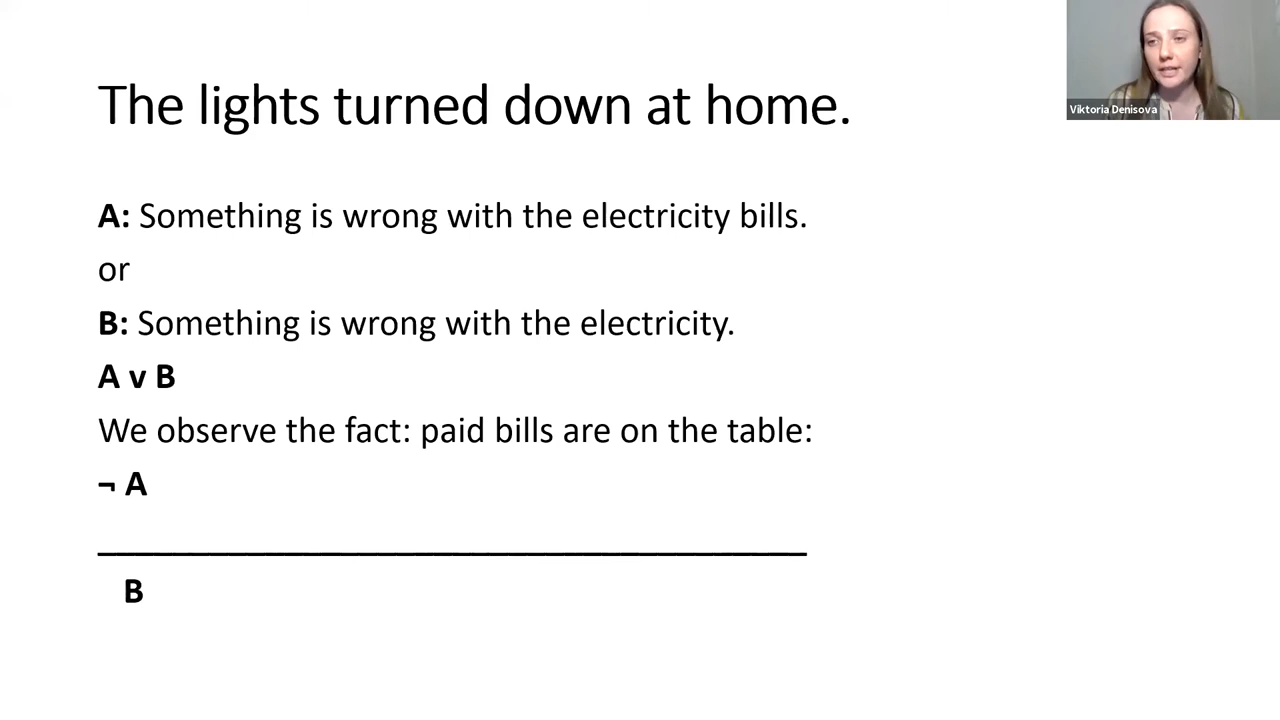 The lights turned down at home.
Viktoria Denisova
A: Something is wrong with the electricity bills.
or
B: Something is wrong with the electricity.
A v B
We observe the fact: paid bills are on the table:
¬ A
B